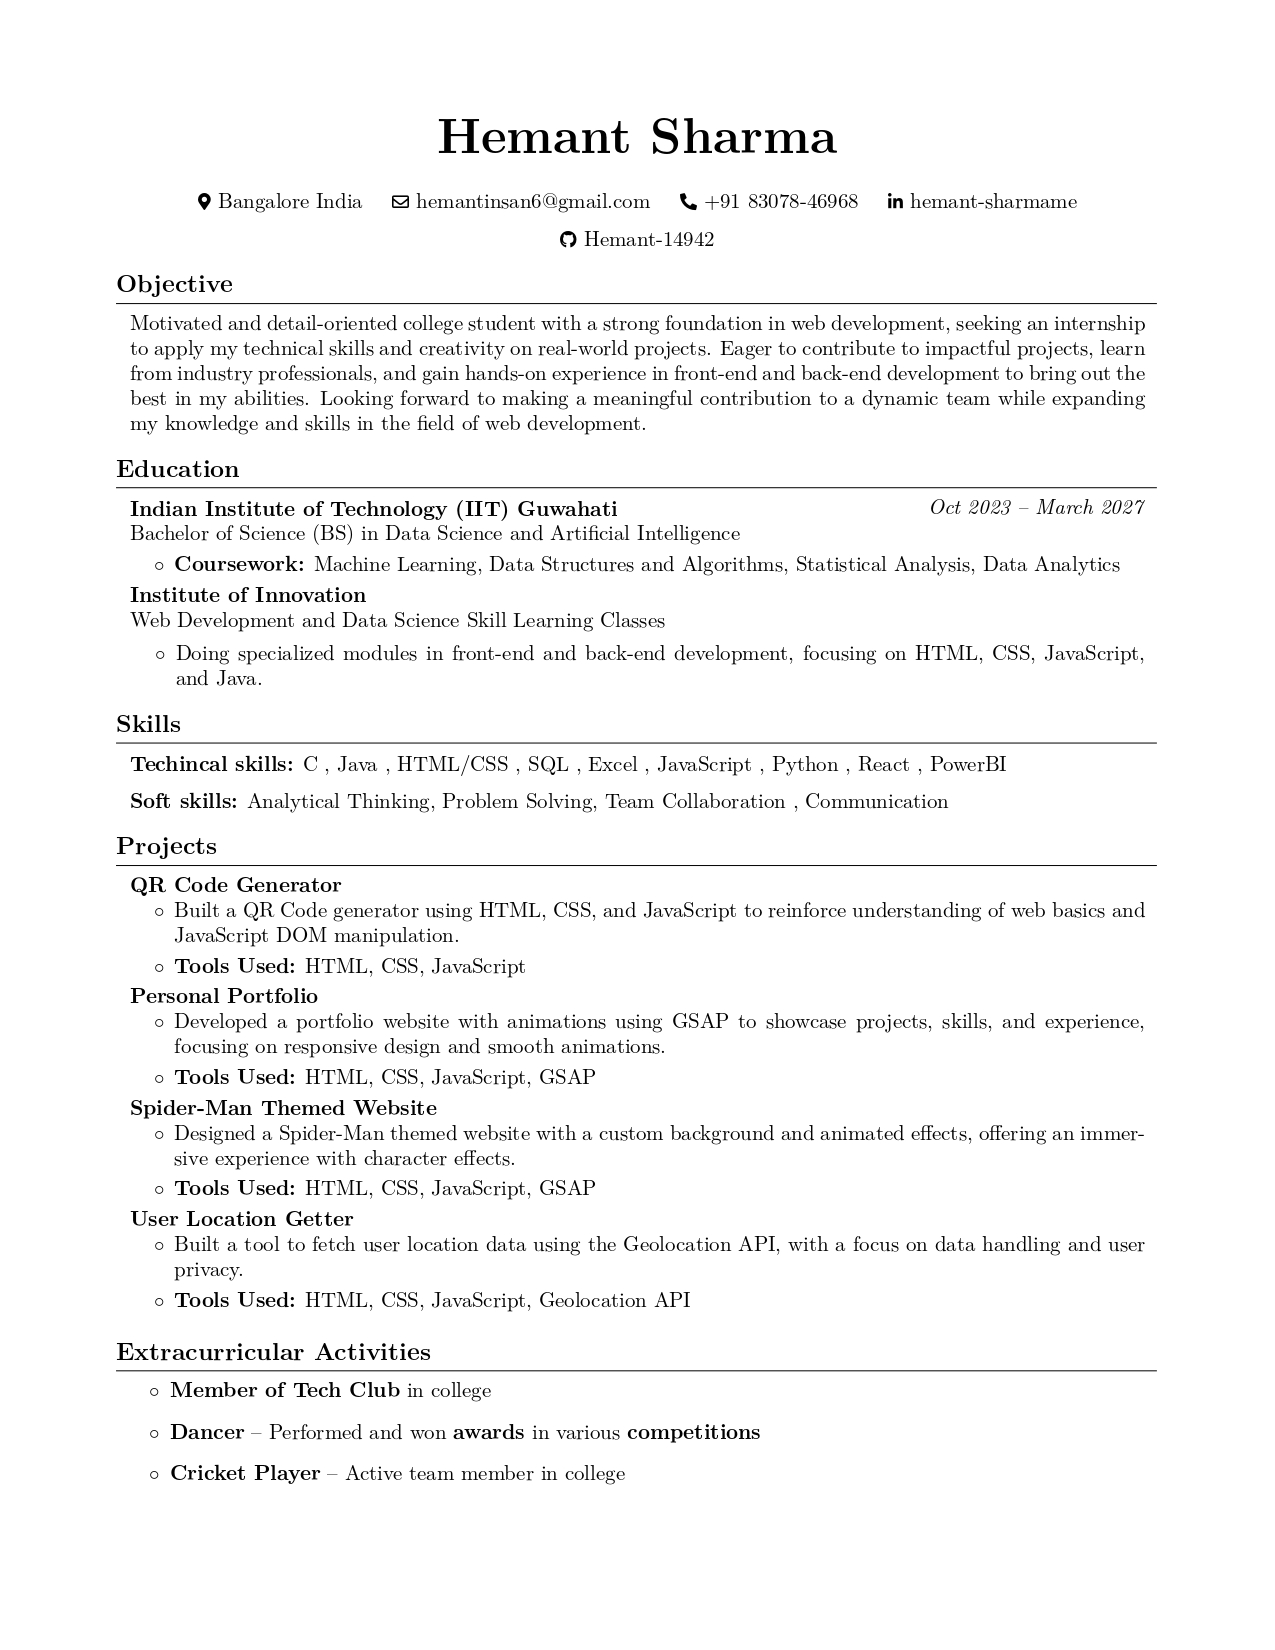 Hemant Sharma
Bangalore India hemantinsan6@gmail.com +91 83078-46968 hemant-sharmame
Hemant-14942
Objective
Motivated and detail-oriented college student with a strong foundation in web development, seeking an internship
to apply my technical skills and creativity on real-world projects. Eager to contribute to impactful projects, learn
from industry professionals, and gain hands-on experience in front-end and back-end development to bring out the
best in my abilities. Looking forward to making a meaningful contribution to a dynamic team while expanding
my knowledge and skills in the field of web development.
Education
Indian Institute of Technology (IIT) Guwahati Oct 2023 – March 2027
Bachelor of Science (BS) in Data Science and Artificial Intelligence
◦ Coursework: Machine Learning, Data Structures and Algorithms, Statistical Analysis, Data Analytics
Institute of Innovation
Web Development and Data Science Skill Learning Classes
◦ Doing specialized modules in front-end and back-end development, focusing on HTML, CSS, JavaScript,
and Java.
Skills
Techincal skills: C , Java , HTML/CSS , SQL , Excel , JavaScript , Python , React , PowerBI
Soft skills: Analytical Thinking, Problem Solving, Team Collaboration , Communication
Projects
QR Code Generator
◦ Built a QR Code generator using HTML, CSS, and JavaScript to reinforce understanding of web basics and
JavaScript DOM manipulation.
◦ Tools Used: HTML, CSS, JavaScript
Personal Portfolio
◦ Developed a portfolio website with animations using GSAP to showcase projects, skills, and experience,
focusing on responsive design and smooth animations.
◦ Tools Used: HTML, CSS, JavaScript, GSAP
Spider-Man Themed Website
◦ Designed a Spider-Man themed website with a custom background and animated effects, offering an immer-
sive experience with character effects.
◦ Tools Used: HTML, CSS, JavaScript, GSAP
User Location Getter
◦ Built a tool to fetch user location data using the Geolocation API, with a focus on data handling and user
privacy.
◦ Tools Used: HTML, CSS, JavaScript, Geolocation API
Extracurricular Activities
◦ Member of Tech Club in college
◦ Dancer – Performed and won awards in various competitions
◦ Cricket Player – Active team member in college